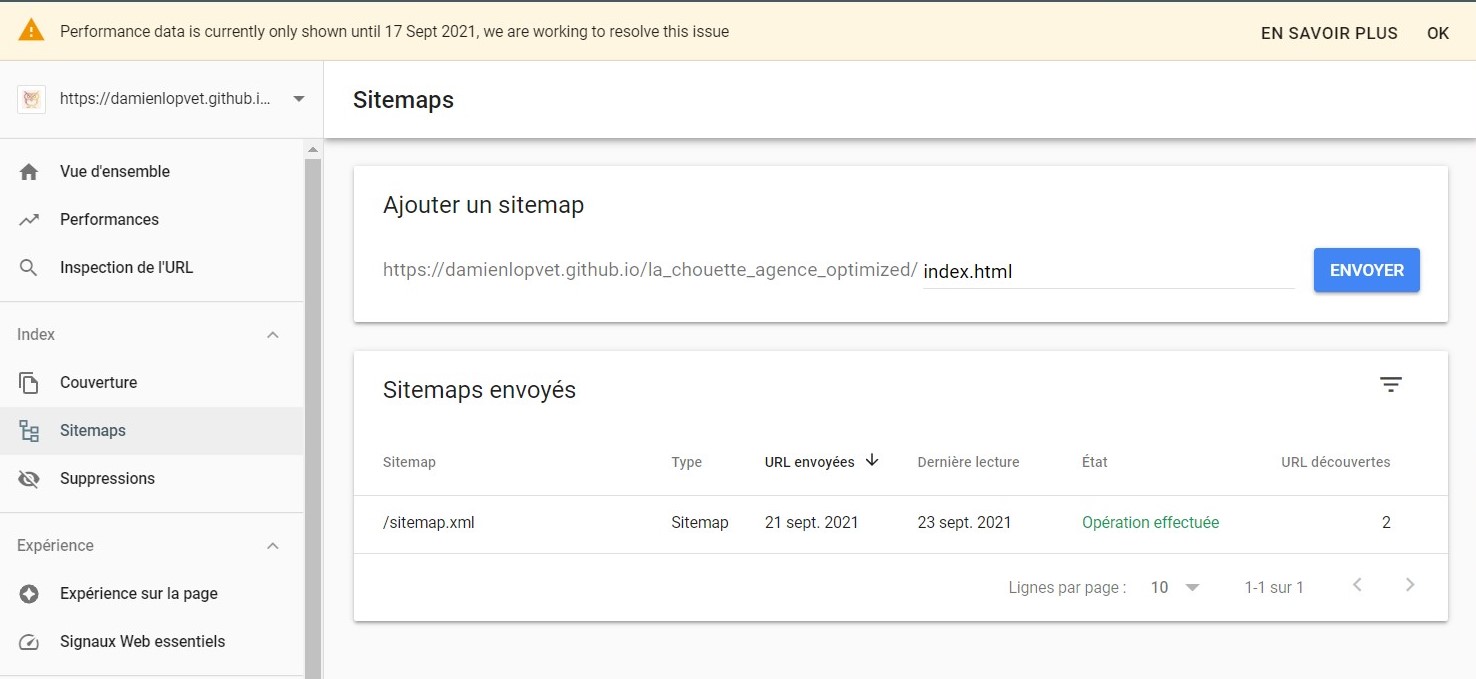 Performance data is currently only shown until 17 Sept 2021, we are working to resolve this issue
EN SAVOIR PLUS OK
https://damienlopvet.github.i...
Sitemaps
Vue d'ensemble
Performances
Inspection de l'URL
Index
Couverture
Sitemaps
Suppressions
Expérience
Expérience sur la page
Signaux Web essentiels
Ajouter un sitemap
https://damienlopvet.github.io/la_chouette_agence_optimized/ index.html
ENVOYER
Sitemaps envoyés
Sitemap Type URL envoyées Dernière lecture État URL découvertes
/sitemap.xml Sitemap 21 sept. 2021 23 sept. 2021 Opération effectuée 2
Lignes par page : 10 1-1 sur 1